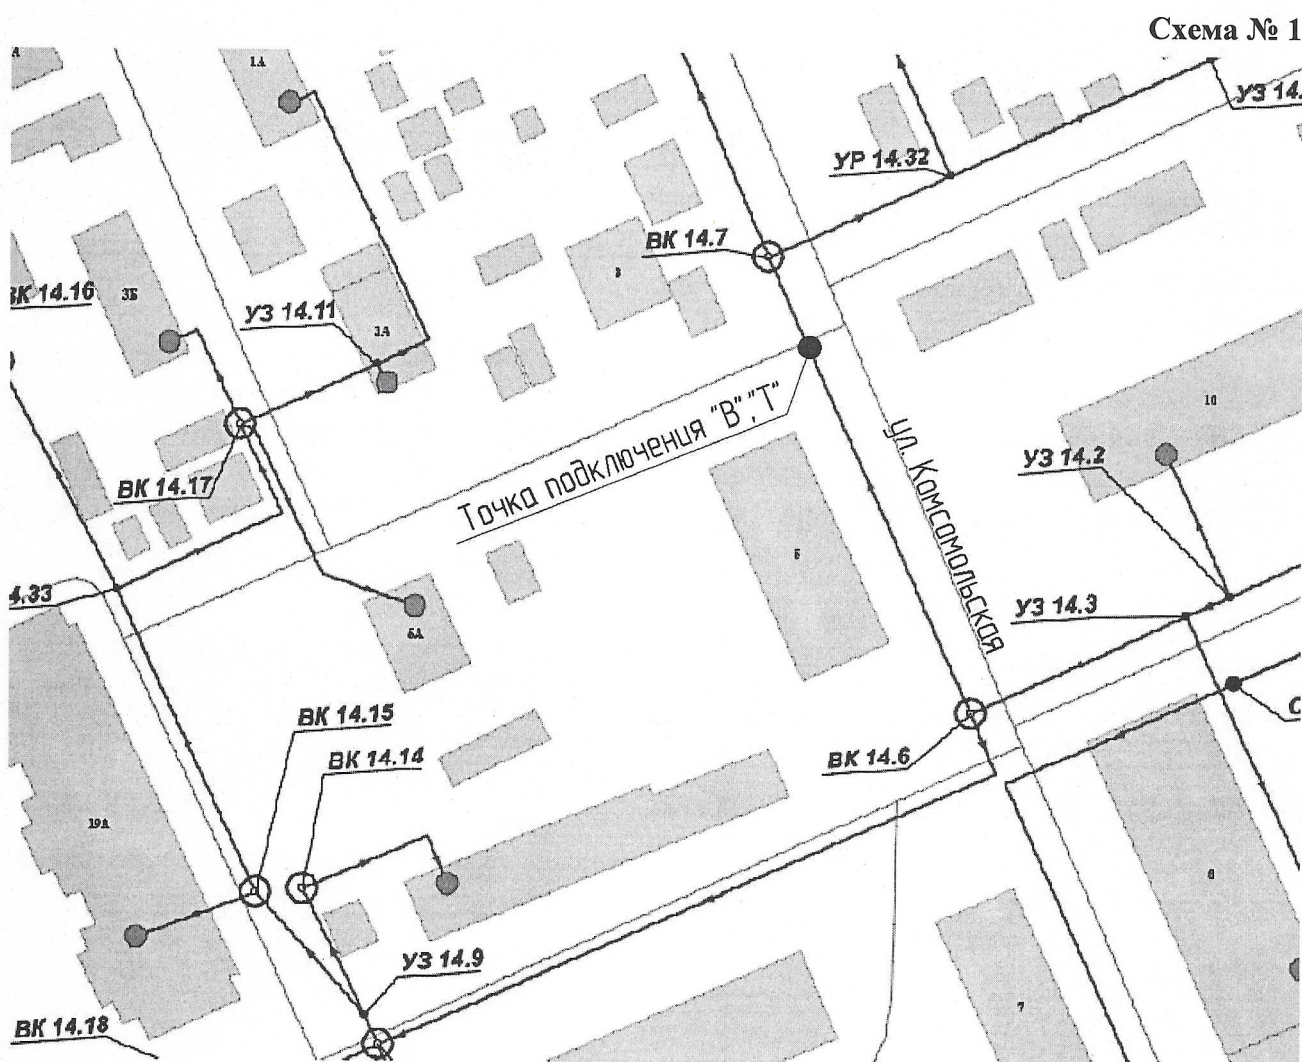 Схема № 1
1А
УЗ 14.
УР 14.32
ВК 14.7
ВК 14.16
3Б
УЗ 14.11
3А
10
Точка подключения "В","Т"
ул. Комсомольская
УЗ 14.2
ВК 14.17
4.33
УЗ 14.3
6А
ВК 14.15
ВК 14.14
ВК 14.6
19А
УЗ 14.9
7
ВК 14.18